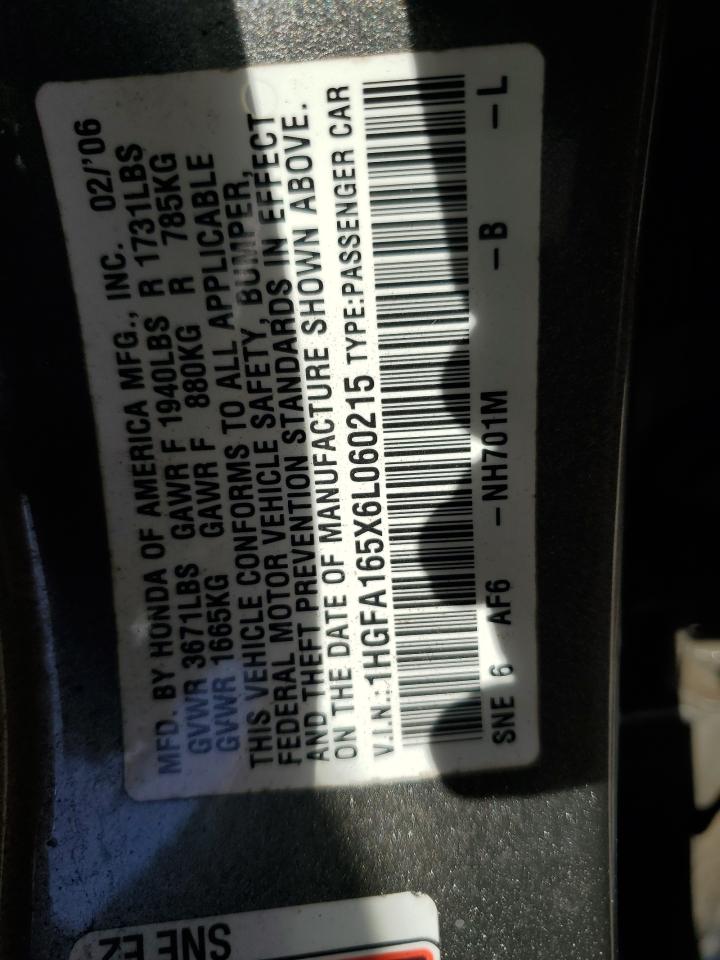 MFD. BY HONDA OF AMERICA MFG., INC. 02/'06
GVWR 3671LBS GAWR F 1940LBS R 1731LBS
GVWR 1665KG GAWR F 880KG R 785KG
THIS VEHICLE CONFORMS TO ALL APPLICABLE
FEDERAL MOTOR VEHICLE SAFETY, BUMPER,
AND THEFT PREVENTION STANDARDS IN EFFECT
ON THE DATE OF MANUFACTURE SHOWN ABOVE.
V.I.N.:1HGFA165X6L060215 TYPE:PASSENGER CAR
SNE 6 AF6 -NH701M -B -L
SNE EZ